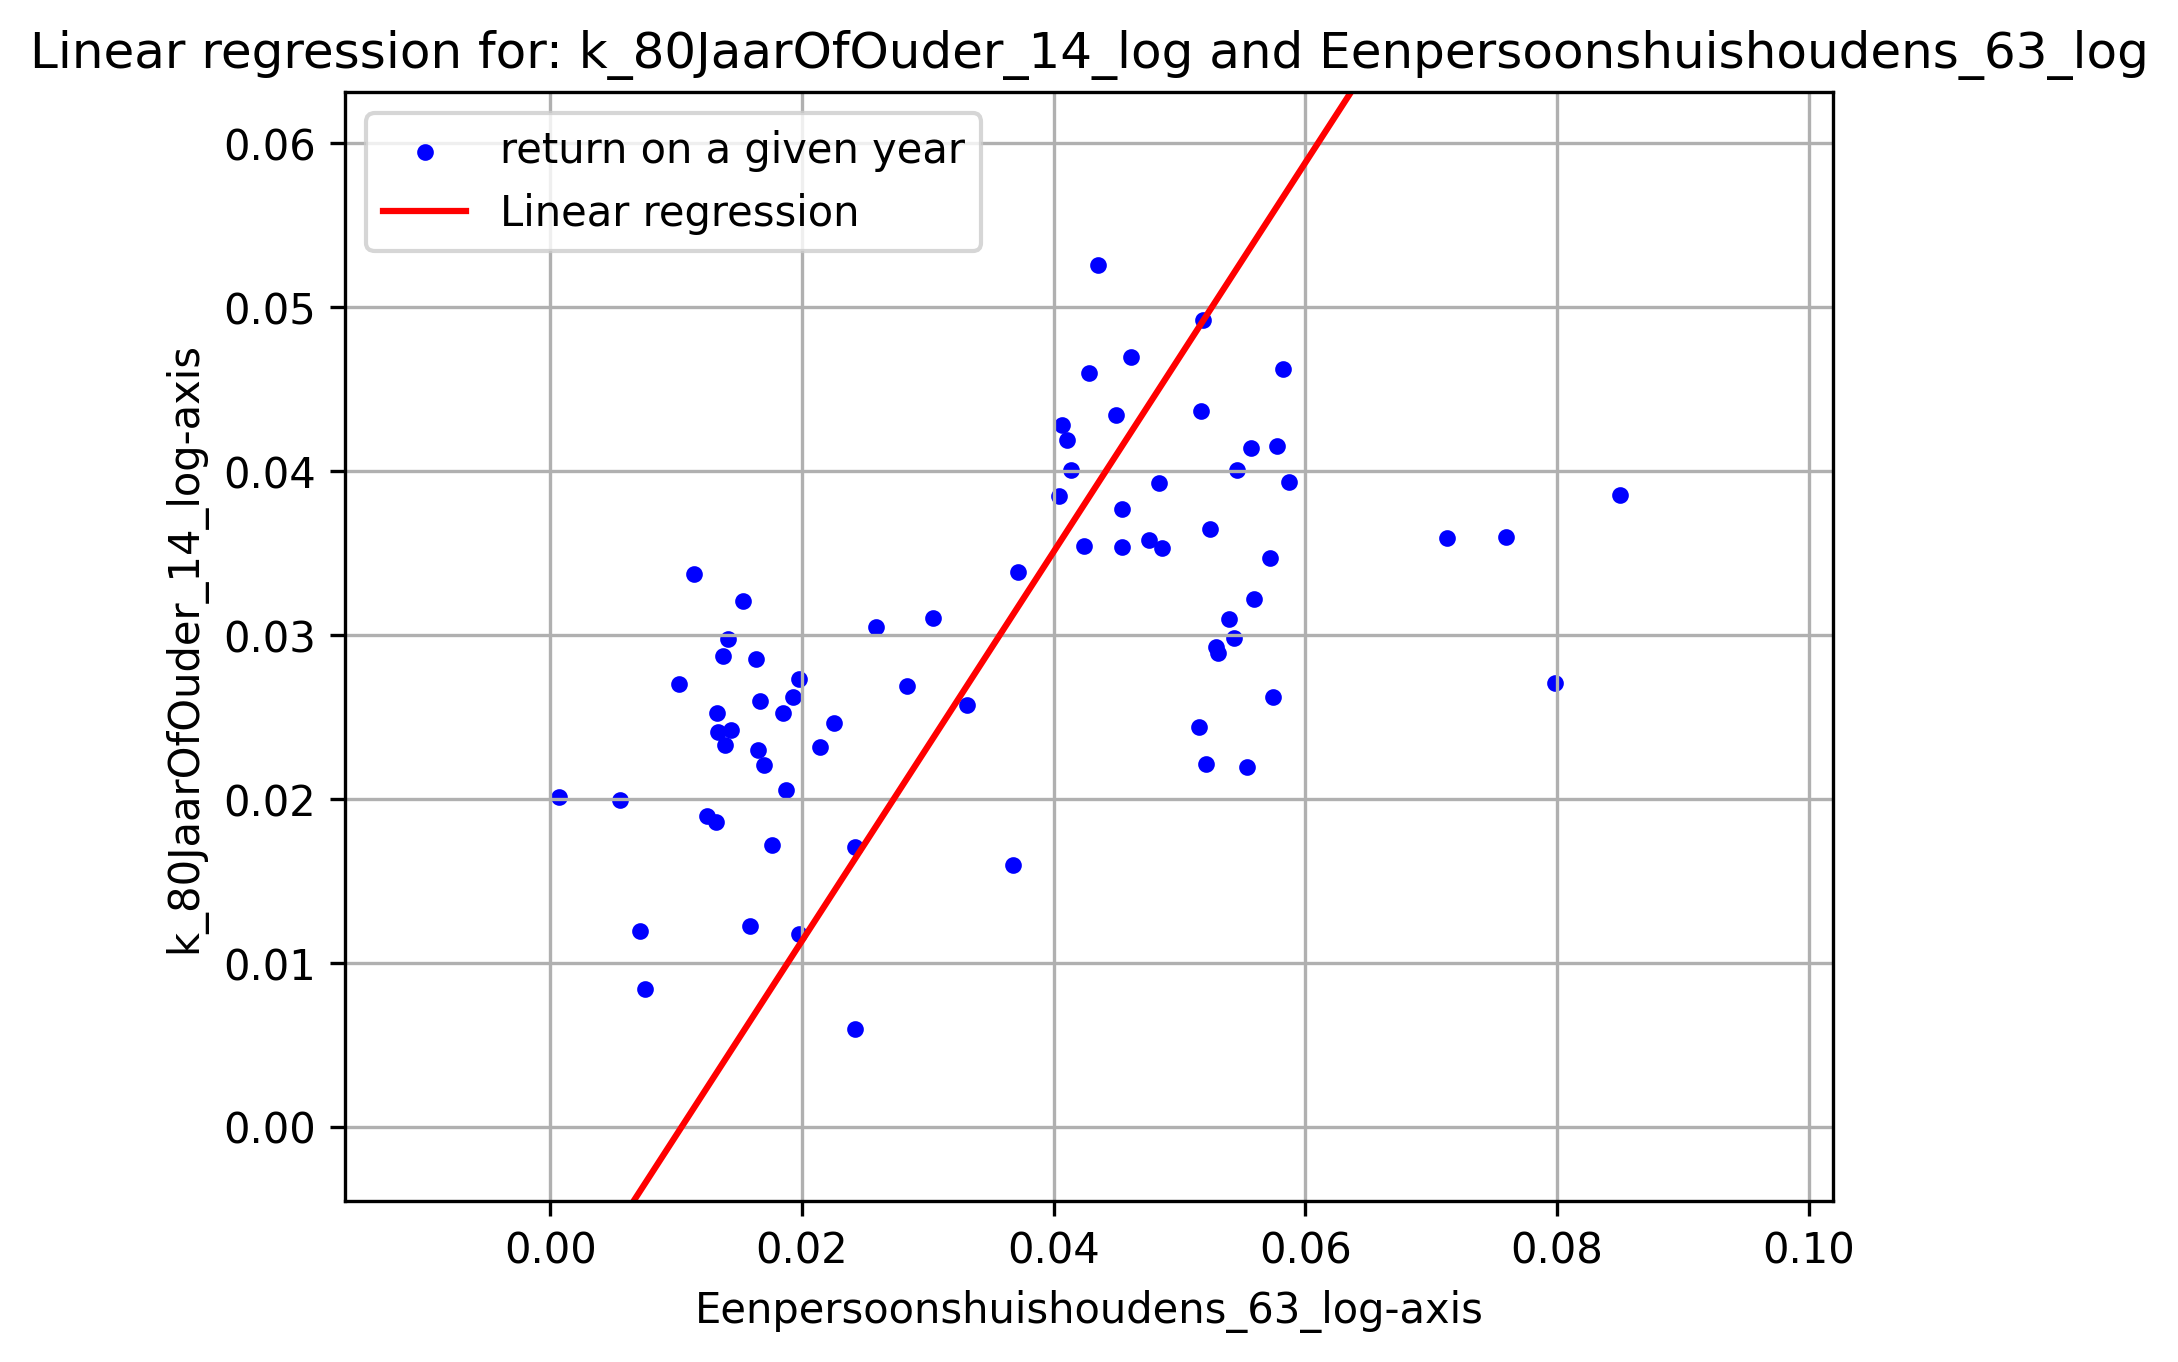 Linear regression for: k_80JaarOfOuder_14_log and Eenpersoonshuishoudens_63_log
return on a given year
Linear regression
k_80JaarOfOuder_14_log-axis
0.06
0.05
0.04
0.03
0.02
0.01
0.00
0.00 0.02 0.04 0.06 0.08 0.10
Eenpersoonshuishoudens_63_log-axis